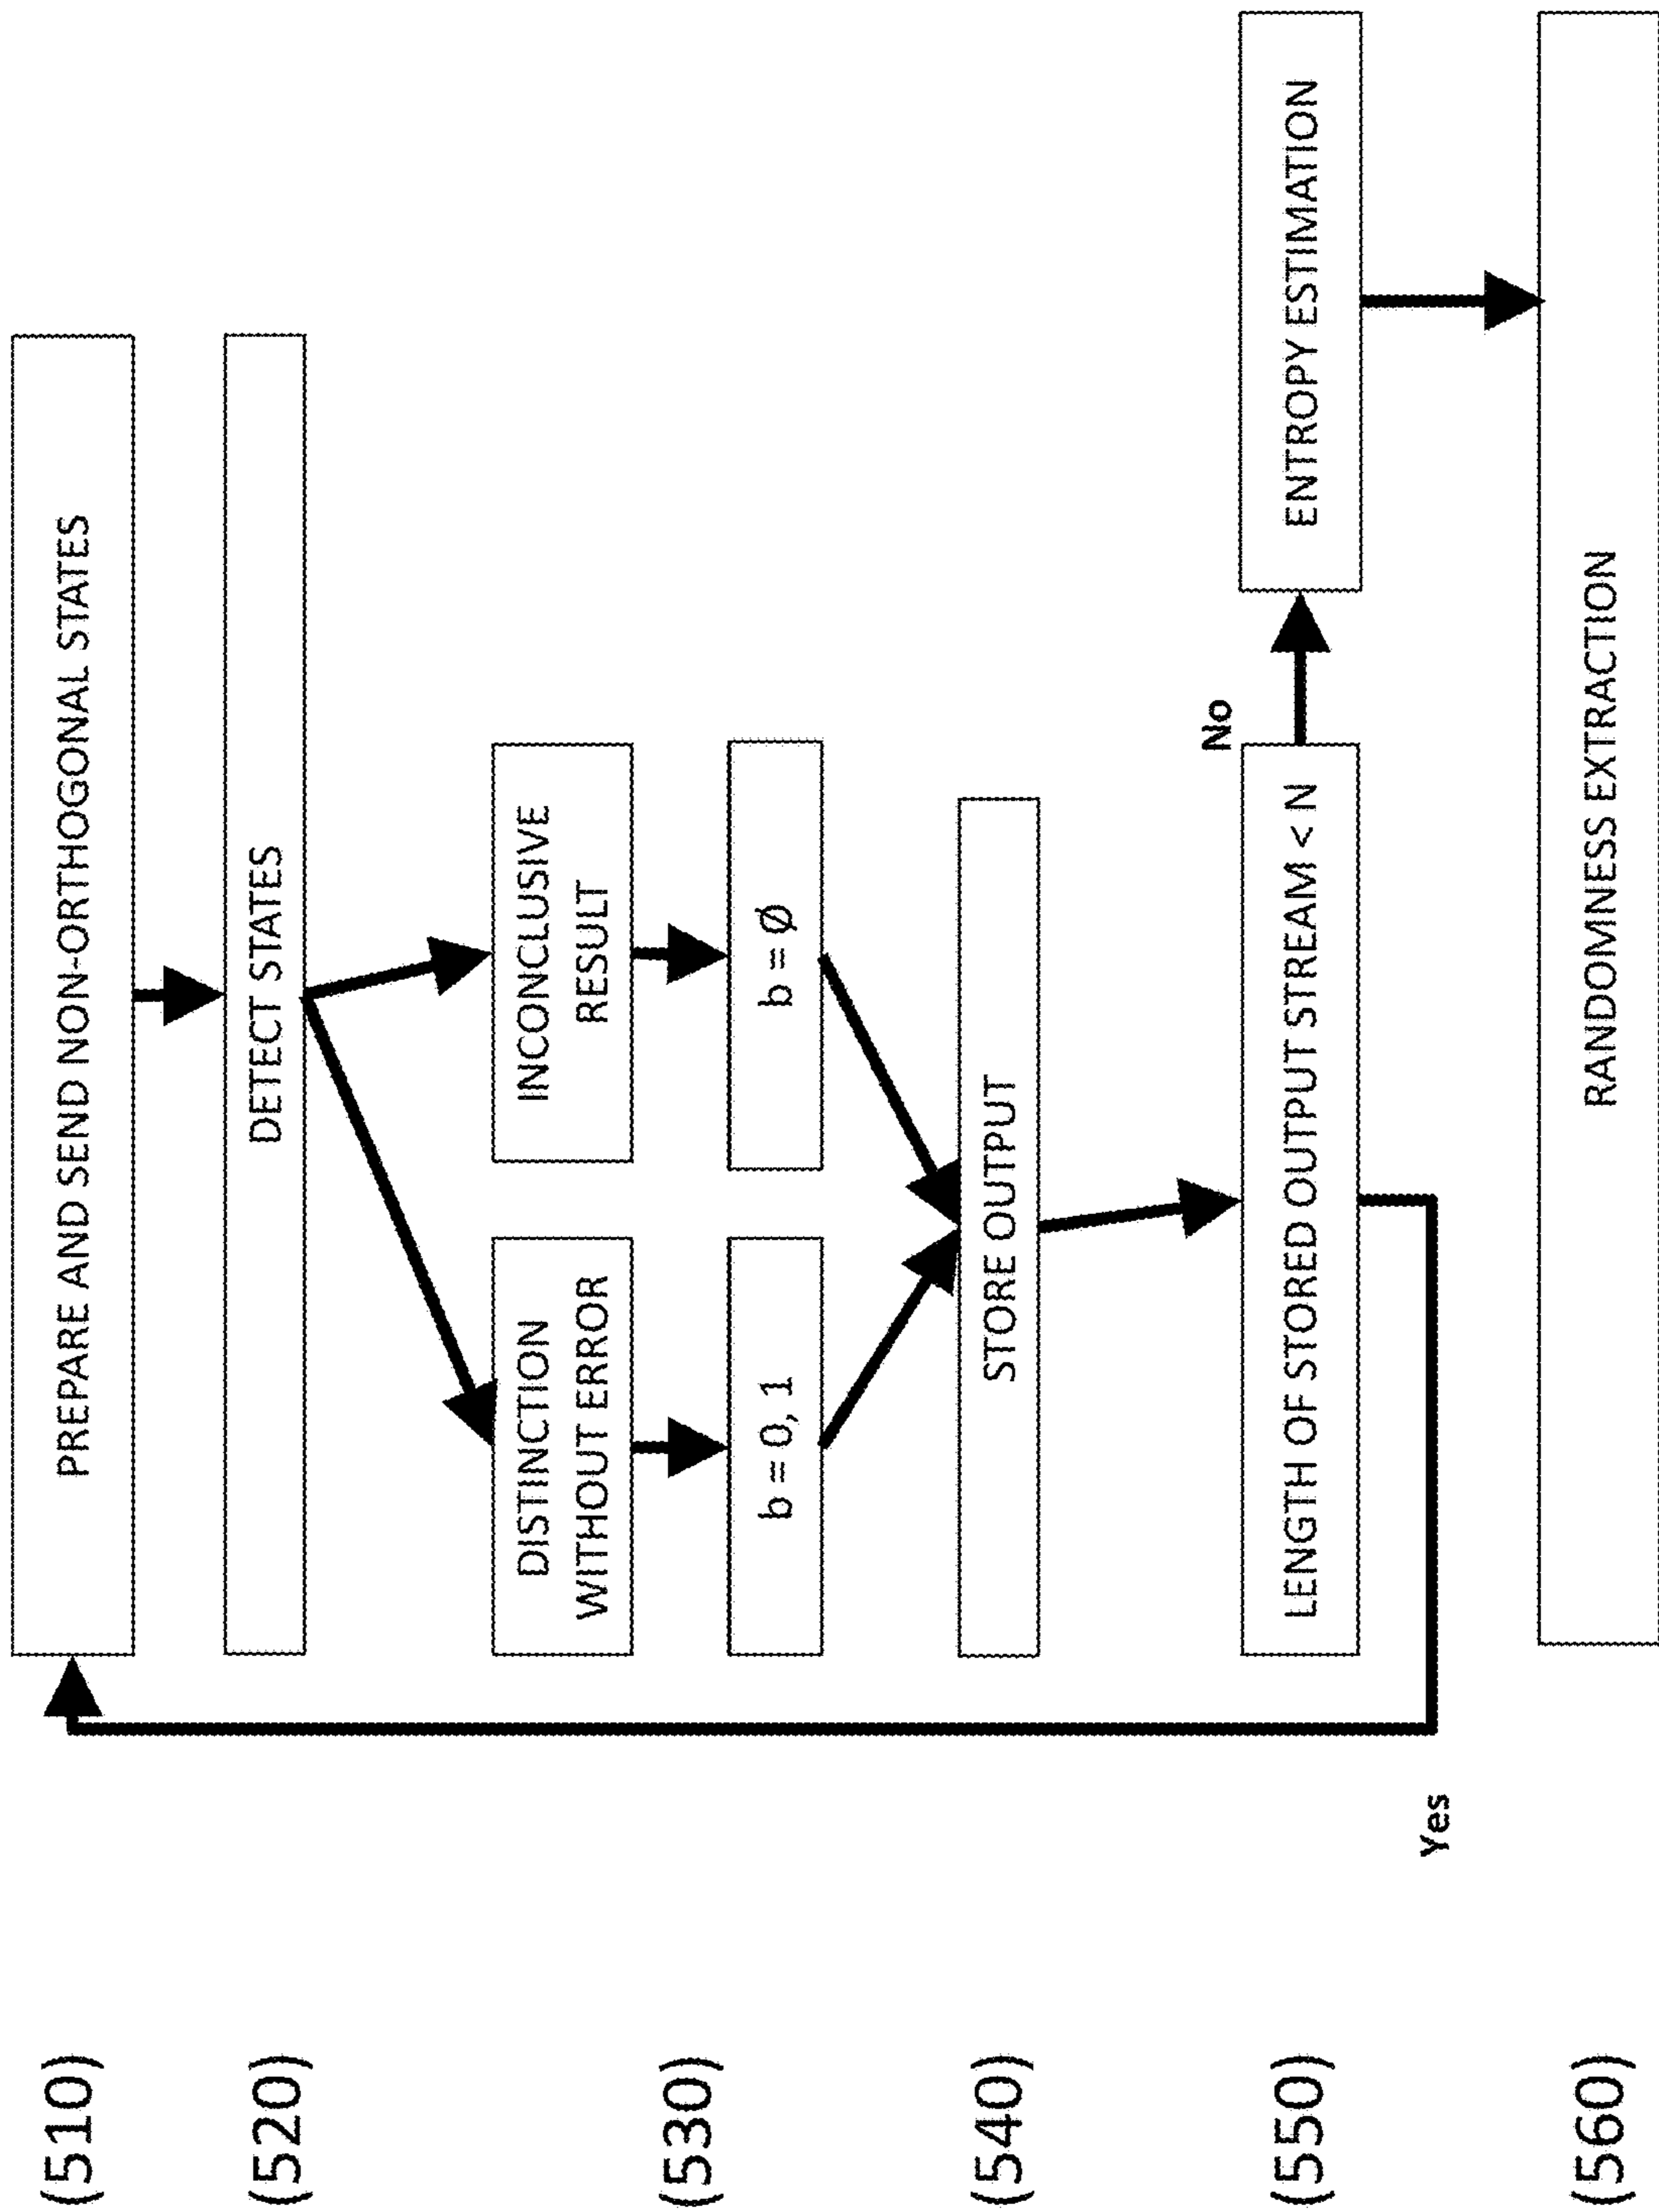 (510)
PREPARE AND SEND NON-ORTHOGONAL STATES
(520)
DETECT STATES
(530)
DISTINCTION
WITHOUT ERROR
INCONCLUSIVE
RESULT
b = 0, 1
b = Ø
(540)
STORE OUTPUT
(550)
LENGTH OF STORED OUTPUT STREAM < N
No
ENTROPY ESTIMATION
Yes
(560)
RANDOMNESS EXTRACTION